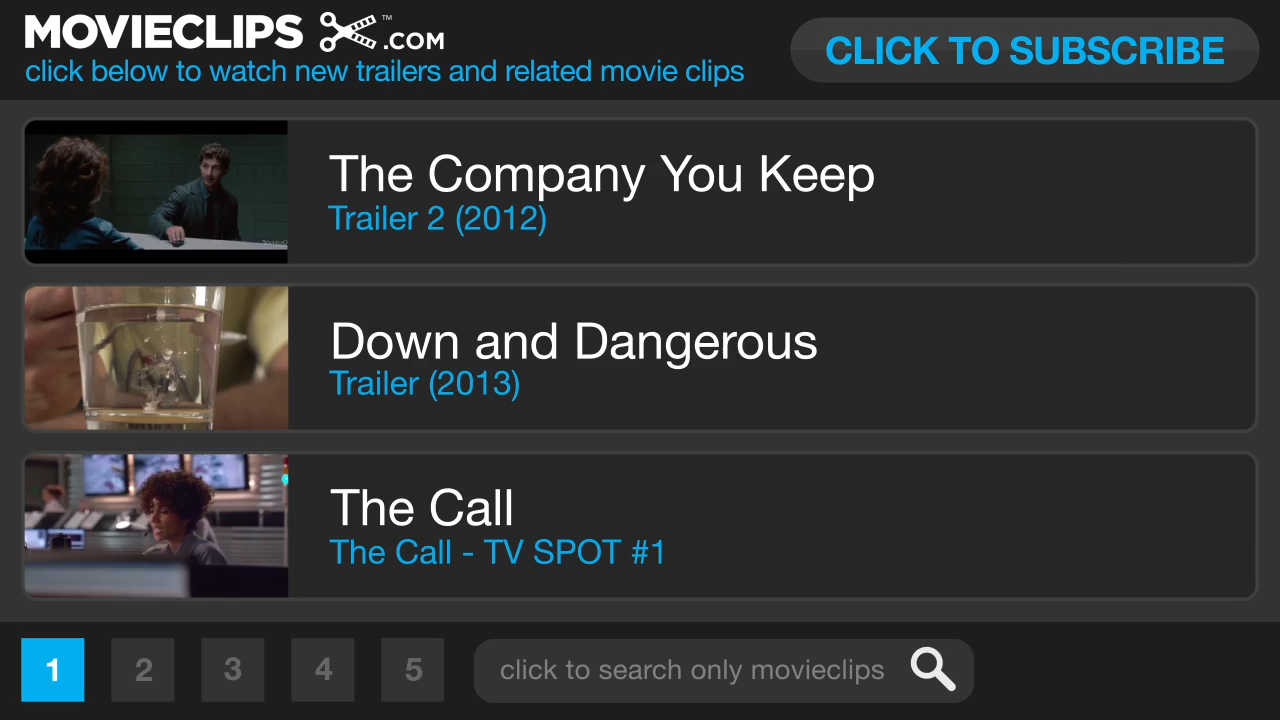 MOVIECLIPS .COM™
click below to watch new trailers and related movie clips
CLICK TO SUBSCRIBE
The Company You Keep
Trailer 2 (2012)
Down and Dangerous
Trailer (2013)
The Call
The Call - TV SPOT #1
1 2 3 4 5
click to search only movieclips